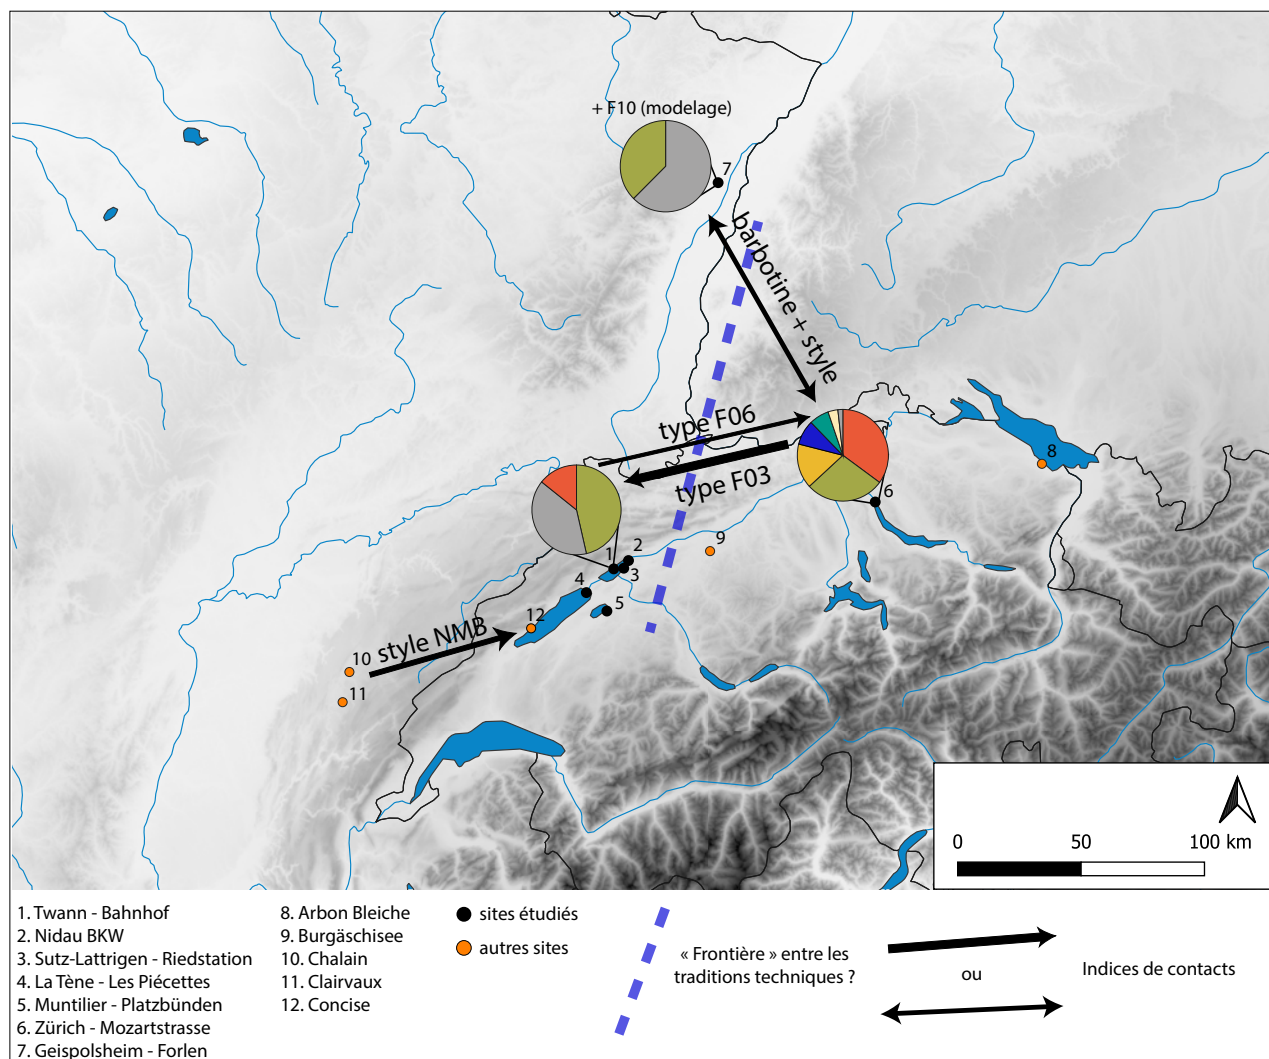 + F10 (modelage)
7
barbotine + style
type F06
type F03
8
6
9
1
2
3
4
5
12
style NMB
10
11
0 50 100 km
1. Twann - Bahnhof
2. Nidau BKW
3. Sutz-Lattrigen - Riedstation
4. La Tène - Les Piécettes
5. Muntilier - Platzbünden
6. Zürich - Mozartstrasse
7. Geispolsheim - Forlen
8. Arbon Bleiche
9. Burgäschisee
10. Chalain
11. Clairvaux
12. Concise
sites étudiés
autres sites
« Frontière » entre les
traditions techniques ?
ou
Indices de contacts